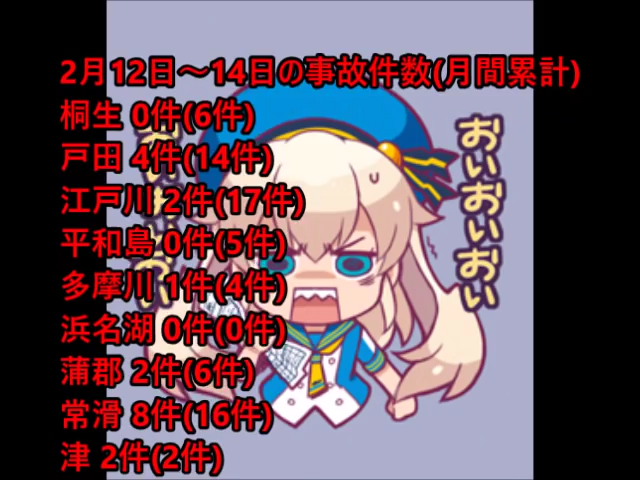 2月12日～14日の事故件数(月間累計)
桐生 0件(6件)
戸田 4件(14件)
江戸川 2件(17件)
平和島 0件(5件)
多摩川 1件(4件)
浜名湖 0件(0件)
蒲郡 2件(6件)
常滑 8件(16件)
津 2件(2件)
おいおいおい